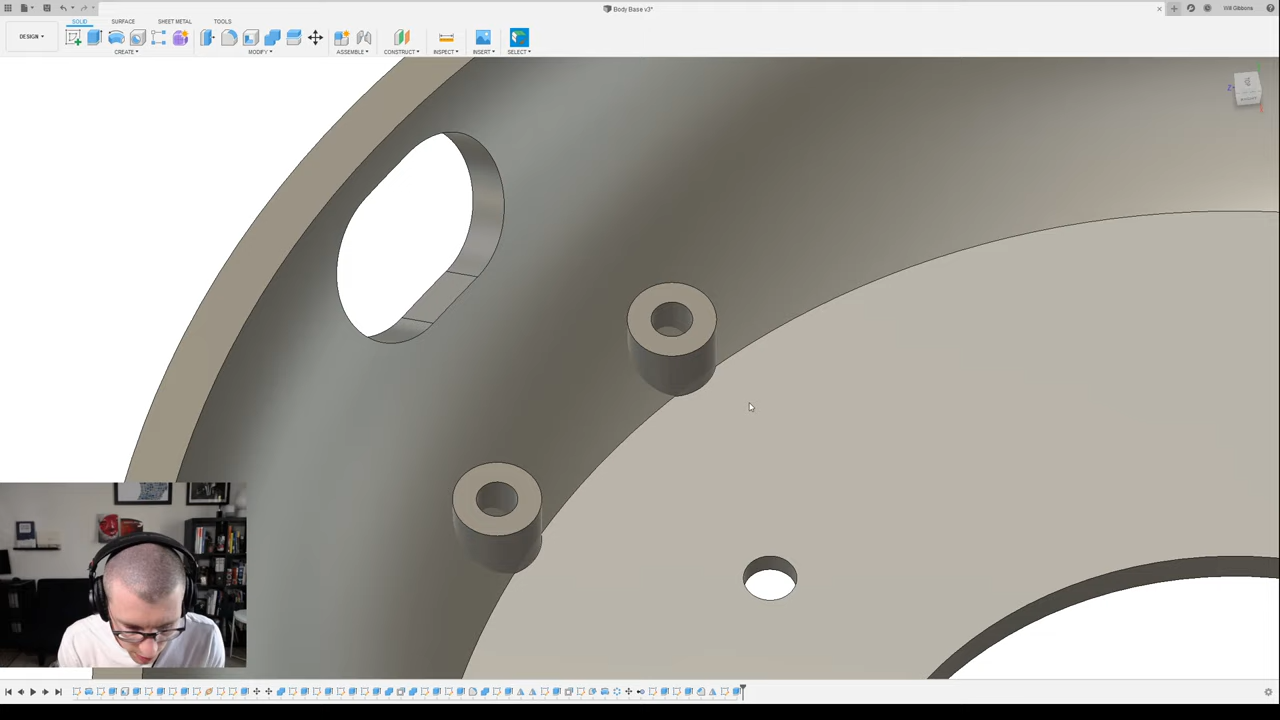 Body Base v3*
Will Gibbons
SOLID
SURFACE
SHEET METAL
TOOLS
DESIGN
CREATE
MODIFY
ASSEMBLE
CONSTRUCT
INSPECT
INSERT
SELECT
Z